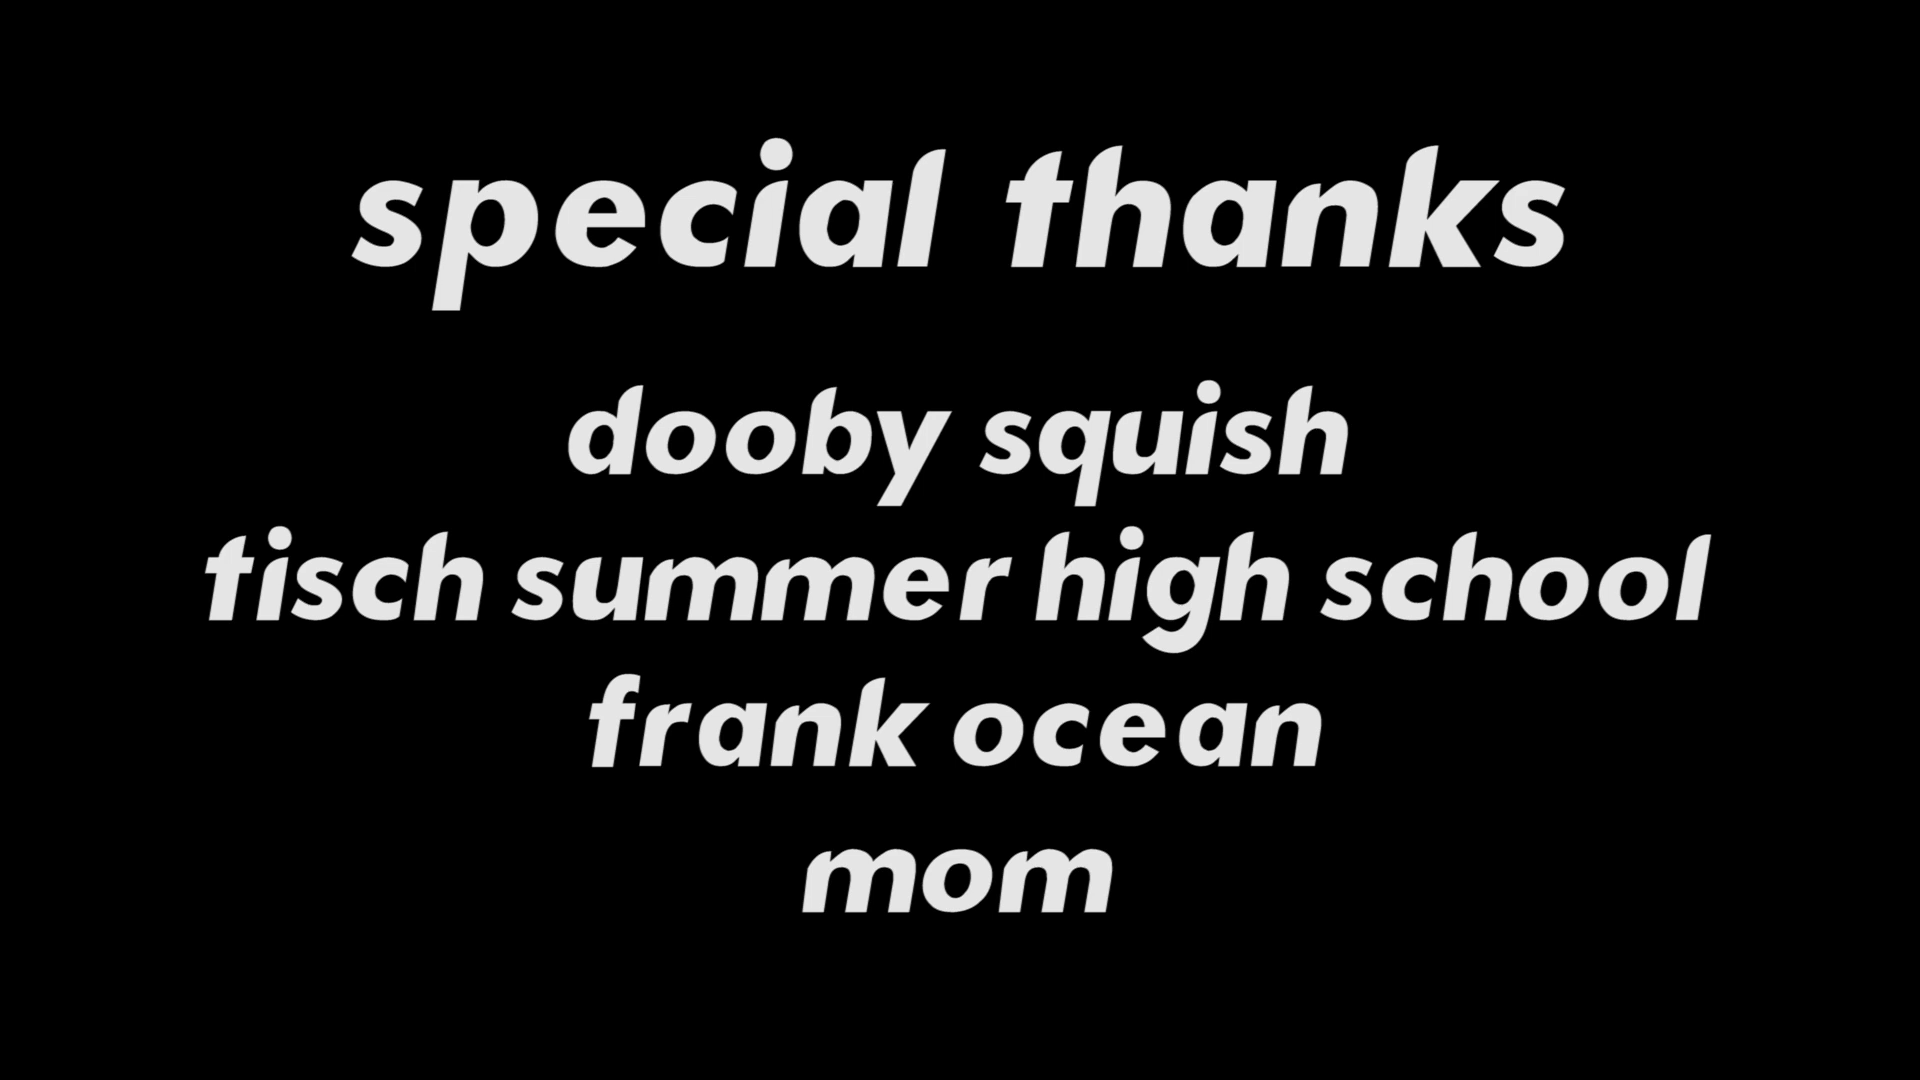 special thanks
dooby squish
tisch summer high school
frank ocean
mom